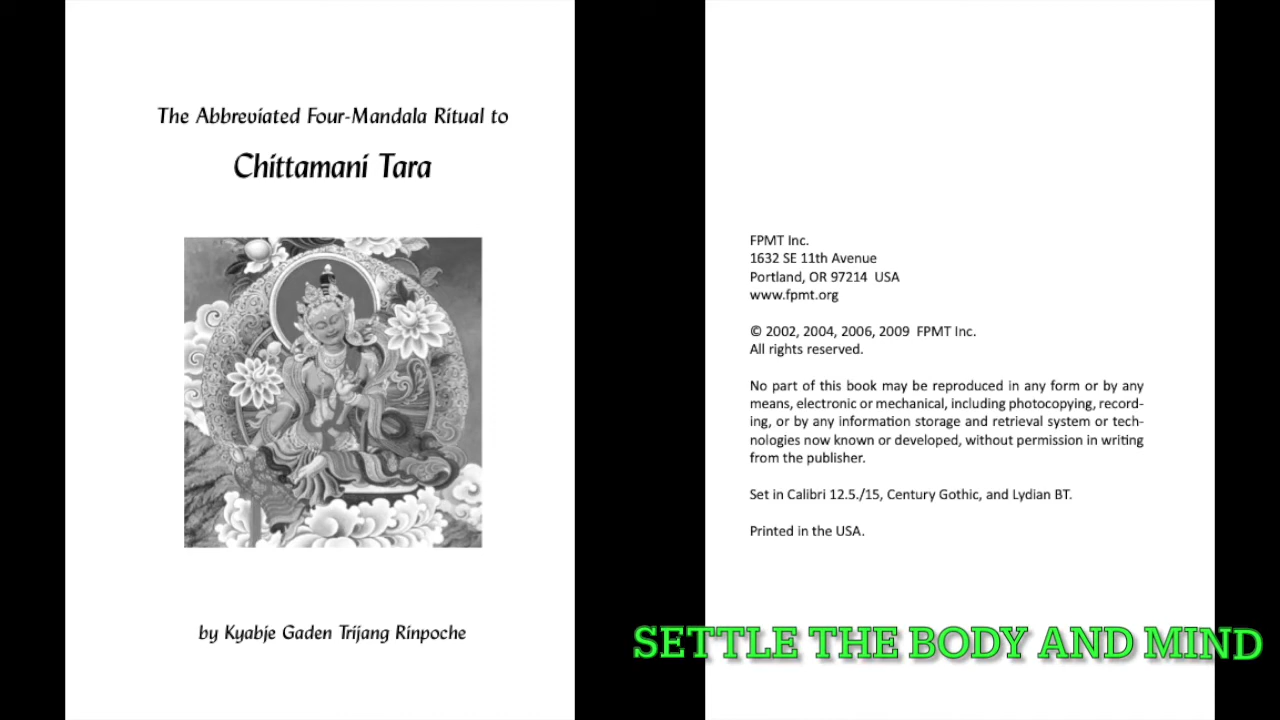 The Abbreviated Four-Mandala Ritual to
Chittamani Tara
by Kyabje Gaden Trijang Rinpoche
FPMT Inc.
1632 SE 11th Avenue
Portland, OR 97214  USA
www.fpmt.org
© 2002, 2004, 2006, 2009  FPMT Inc.
All rights reserved.
No part of this book may be reproduced in any form or by any
means, electronic or mechanical, including photocopying, record-
ing, or by any information storage and retrieval system or tech-
nologies now known or developed, without permission in writing
from the publisher.
Set in Calibri 12.5./15, Century Gothic, and Lydian BT.
Printed in the USA.
SETTLE THE BODY AND MIND